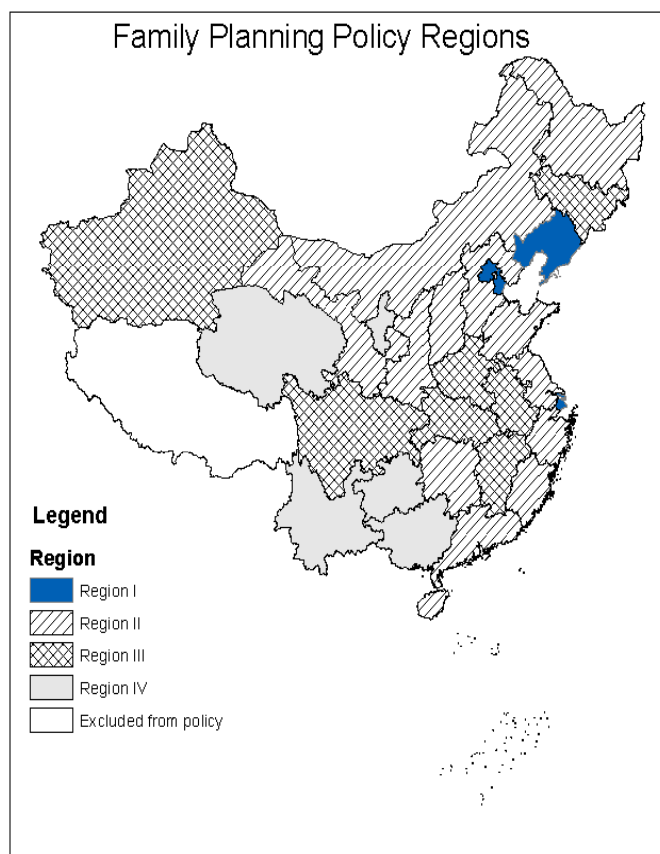 Family Planning Policy Regions
Legend
Region
Region I
Region II
Region III
Region IV
Excluded from policy